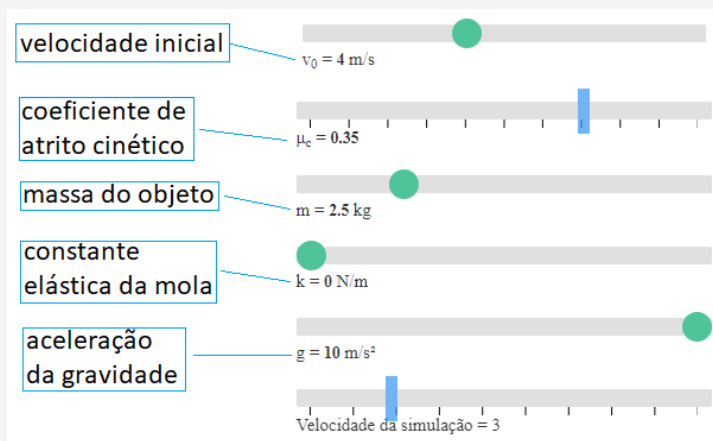 velocidade inicial
v₀ = 4 m/s
coeficiente de
atrito cinético
μc = 0.35
massa do objeto
m = 2.5 kg
constante
elástica da mola
k = 0 N/m
aceleração
da gravidade
g = 10 m/s²
Velocidade da simulação = 3